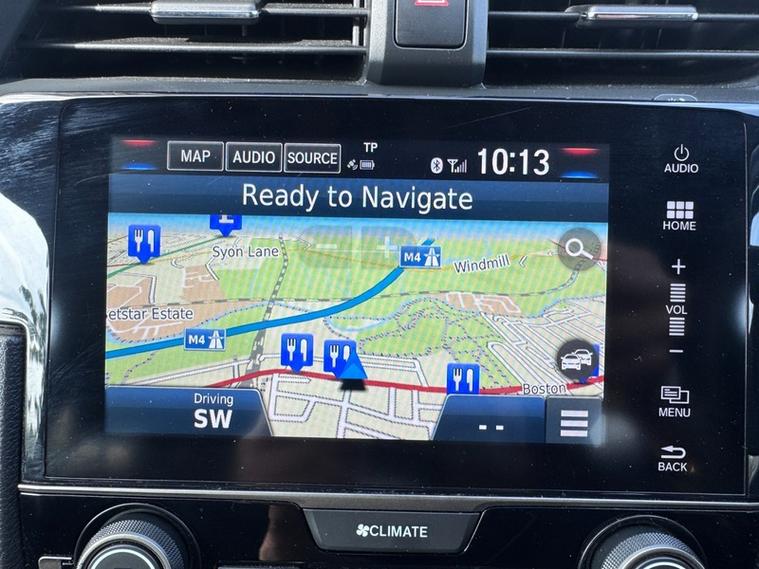 MAP AUDIO SOURCE TP 10:13
Ready to Navigate
Syon Lane
M4
Windmill
etstar Estate
M4
Boston
Driving
SW
--
AUDIO
HOME
+
VOL
-
MENU
BACK
CLIMATE